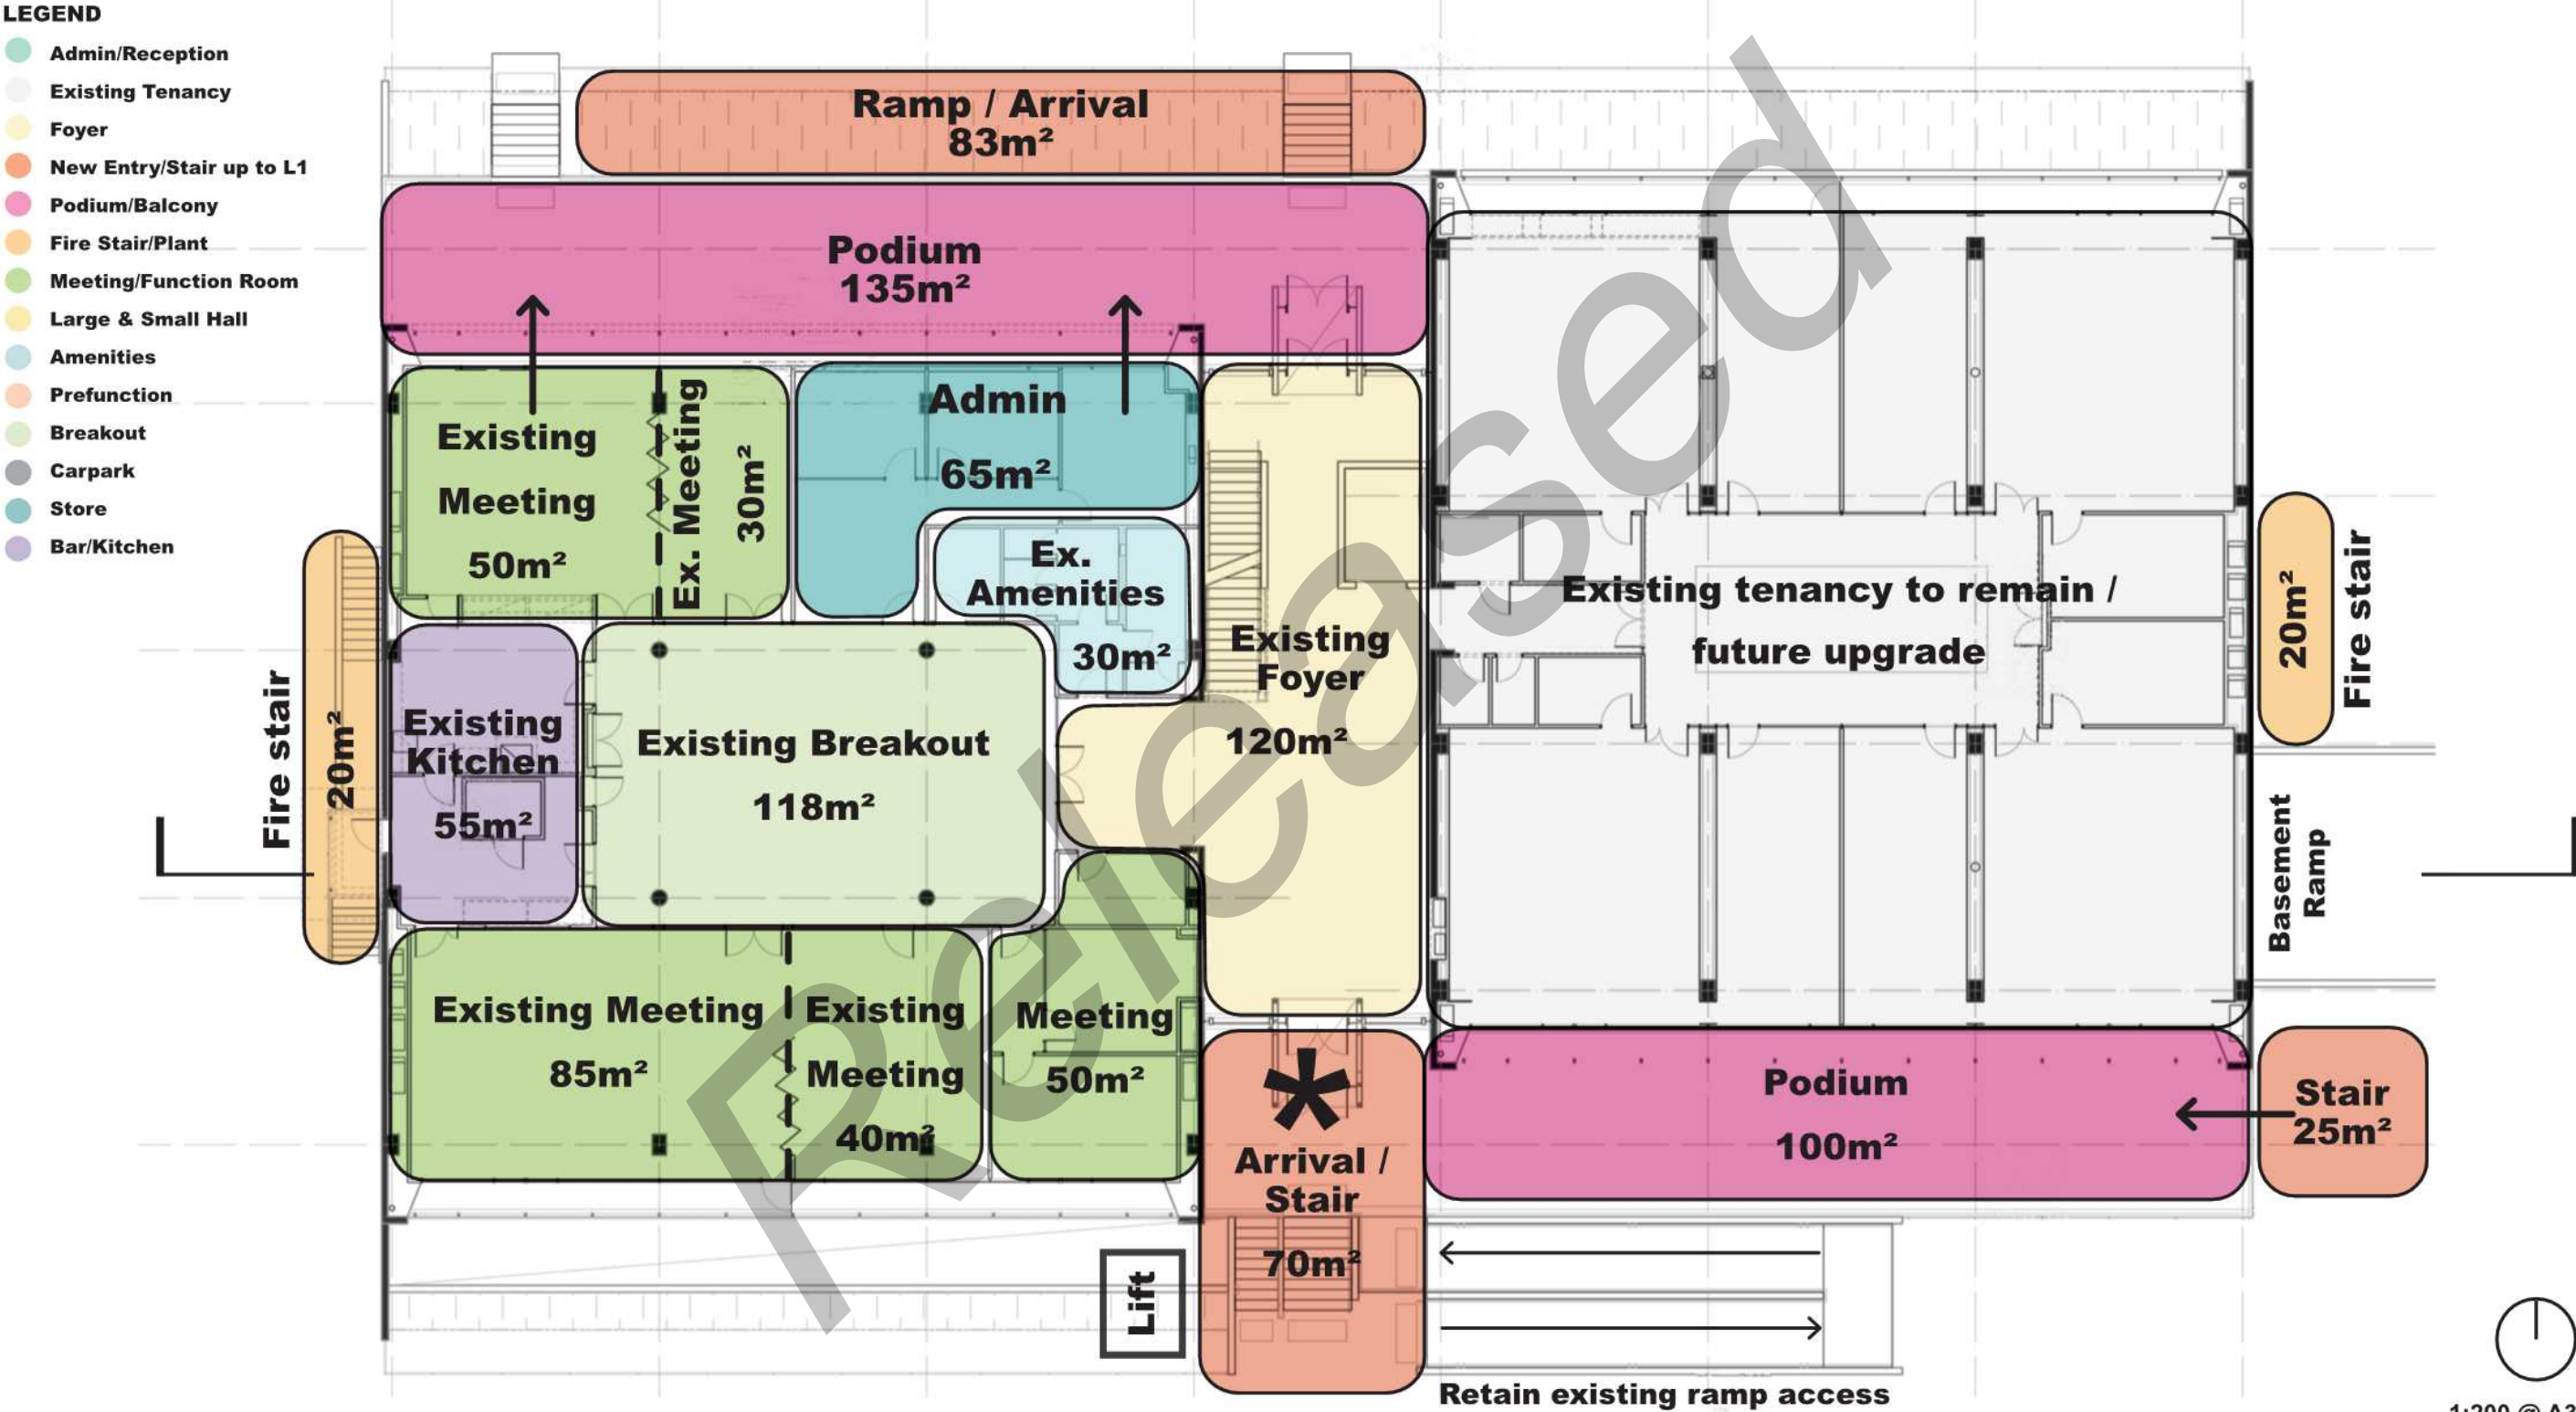 LEGEND
Admin/Reception
Existing Tenancy
Foyer
New Entry/Stair up to L1
Podium/Balcony
Fire Stair/Plant
Meeting/Function Room
Large & Small Hall
Amenities
Prefunction
Breakout
Carpark
Store
Bar/Kitchen
Ramp / Arrival
83m²
Podium
135m²
Existing
Meeting
50m²
Ex. Meeting
30m²
Admin
65m²
Ex.
Amenities
30m²
Existing
Foyer
120m²
Existing tenancy to remain /
future upgrade
20m²
Fire stair
Fire stair
20m²
Existing
Kitchen
55m²
Existing Breakout
118m²
Basement
Ramp
Existing Meeting
85m²
Existing
Meeting
40m²
Meeting
50m²
*
Arrival /
Stair
70m²
Podium
100m²
Stair
25m²
Lift
Retain existing ramp access
Released